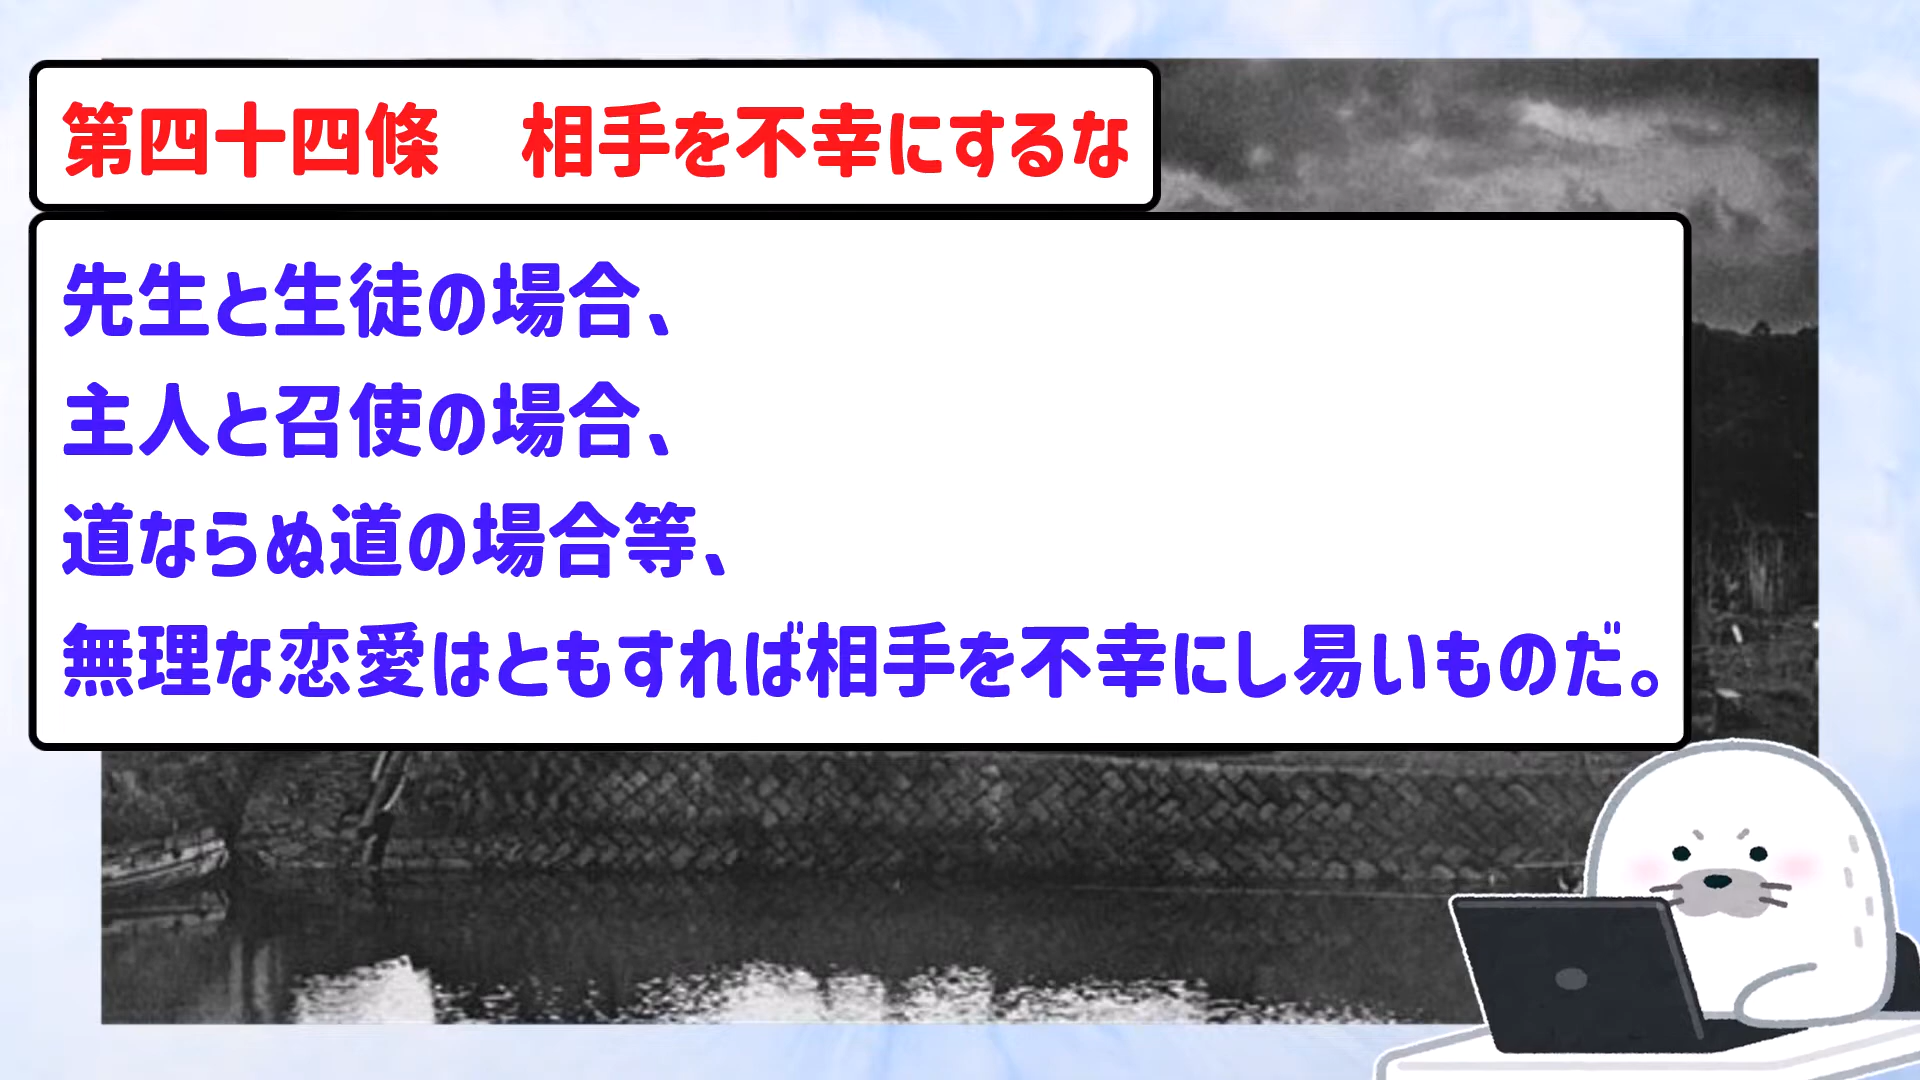 第四十四條　相手を不幸にするな
先生と生徒の場合、
主人と召使の場合、
道ならぬ道の場合等、
無理な恋愛はともすれば相手を不幸にし易いものだ。